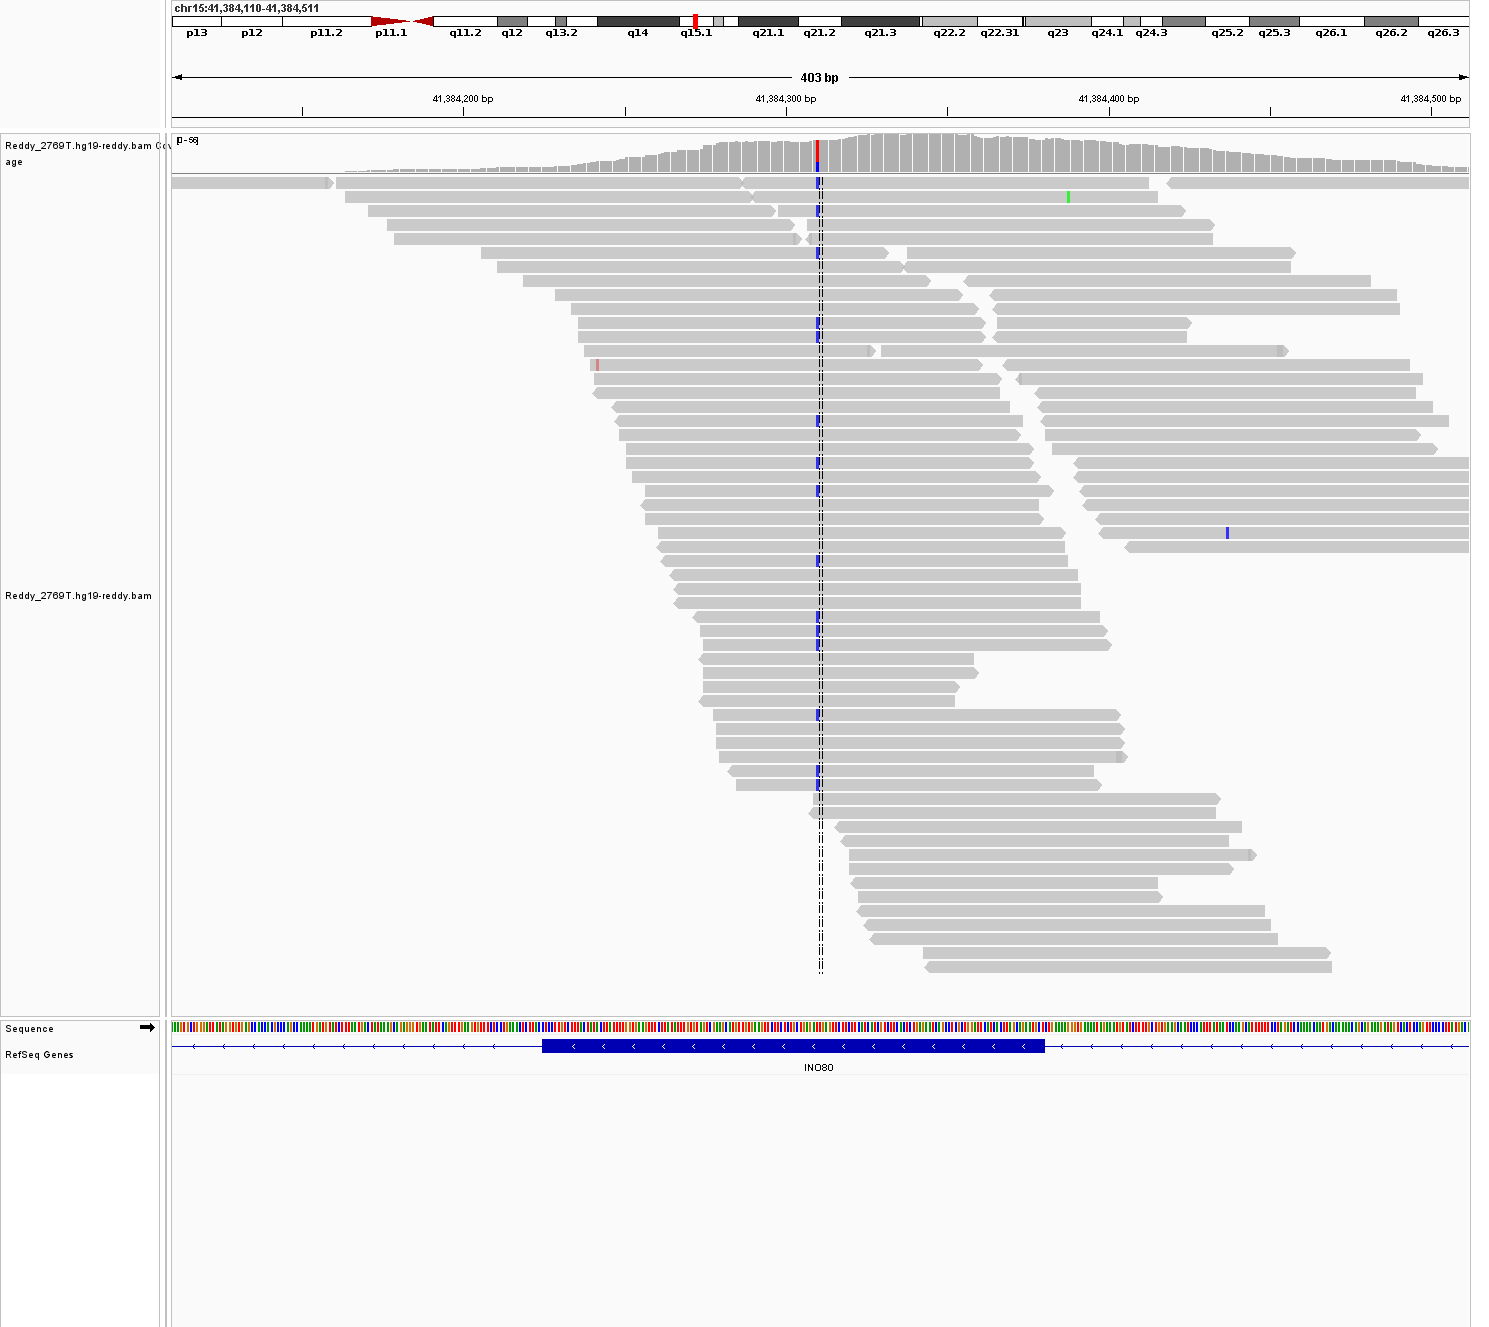 chr15:41,384,110-41,384,511
p13 p12 p11.2 p11.1 q11.2 q12 q13.2 q14 q15.1 q21.1 q21.2 q21.3 q22.2 q22.31 q23 q24.1 q24.3 q25.2 q25.3 q26.1 q26.2 q26.3
403 bp
41,384,200 bp 41,384,300 bp 41,384,400 bp 41,384,500 bp
Reddy_2769T.hg19-reddy.bam Cov
age
Reddy_2769T.hg19-reddy.bam
Sequence
RefSeq Genes
INO80